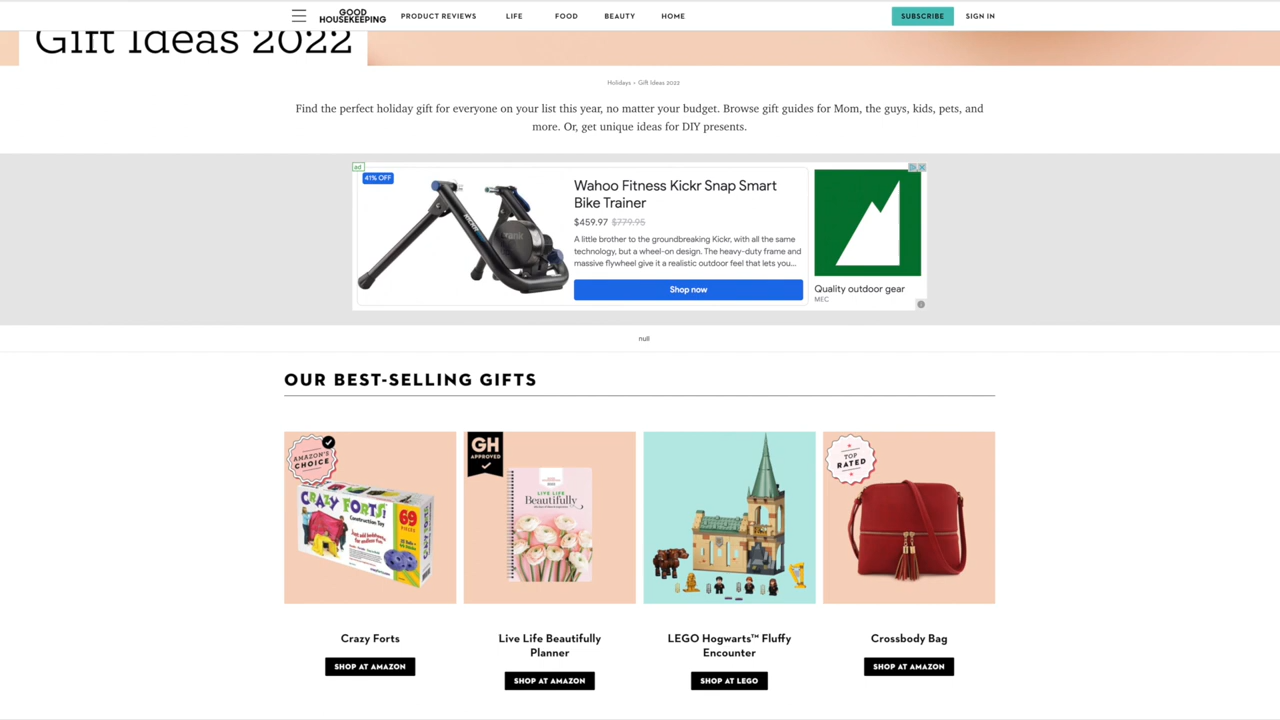 GOOD
HOUSEKEEPING
PRODUCT REVIEWS
LIFE
FOOD
BEAUTY
HOME
SUBSCRIBE
SIGN IN
Gift Ideas 2022
Holidays
Gift Ideas 2022
Find the perfect holiday gift for everyone on your list this year, no matter your budget. Browse gift guides for Mom, the guys, kids, pets, and
more. Or, get unique ideas for DIY presents.
ad
41% OFF
Wahoo Fitness Kickr Snap Smart
Bike Trainer
$459.97 $779.95
A little brother to the groundbreaking Kickr, with all the same
technology, but a wheel-on design. The heavy-duty frame and
massive flywheel give it a realistic outdoor feel that lets you...
Shop now
Quality outdoor gear
MEC
null
OUR BEST-SELLING GIFTS
AMAZON'S
CHOICE
CRAZY FORTS!
Construction Toy
69
PIECES
GH
APPROVED
LIVE LIFE
Beautifully
TOP
RATED
Crazy Forts
SHOP AT AMAZON
Live Life Beautifully
Planner
SHOP AT AMAZON
LEGO Hogwarts™ Fluffy
Encounter
SHOP AT LEGO
Crossbody Bag
SHOP AT AMAZON